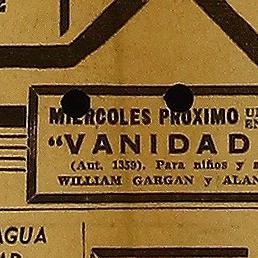 MIERCOLES PROXIMO
“VANIDAD
(Aut. 1359). Para niños y
WILLIAM GARGAN y ALAN
AGUA